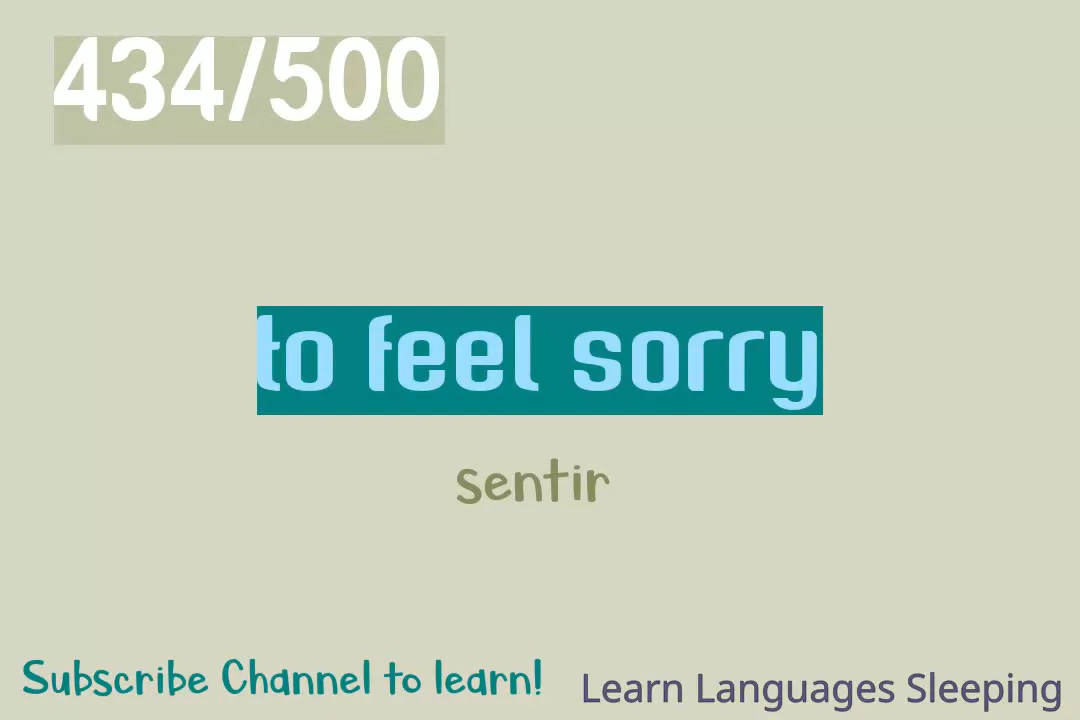 434/500
to feel sorry
sentir
Subscribe Channel to learn!
Learn Languages Sleeping